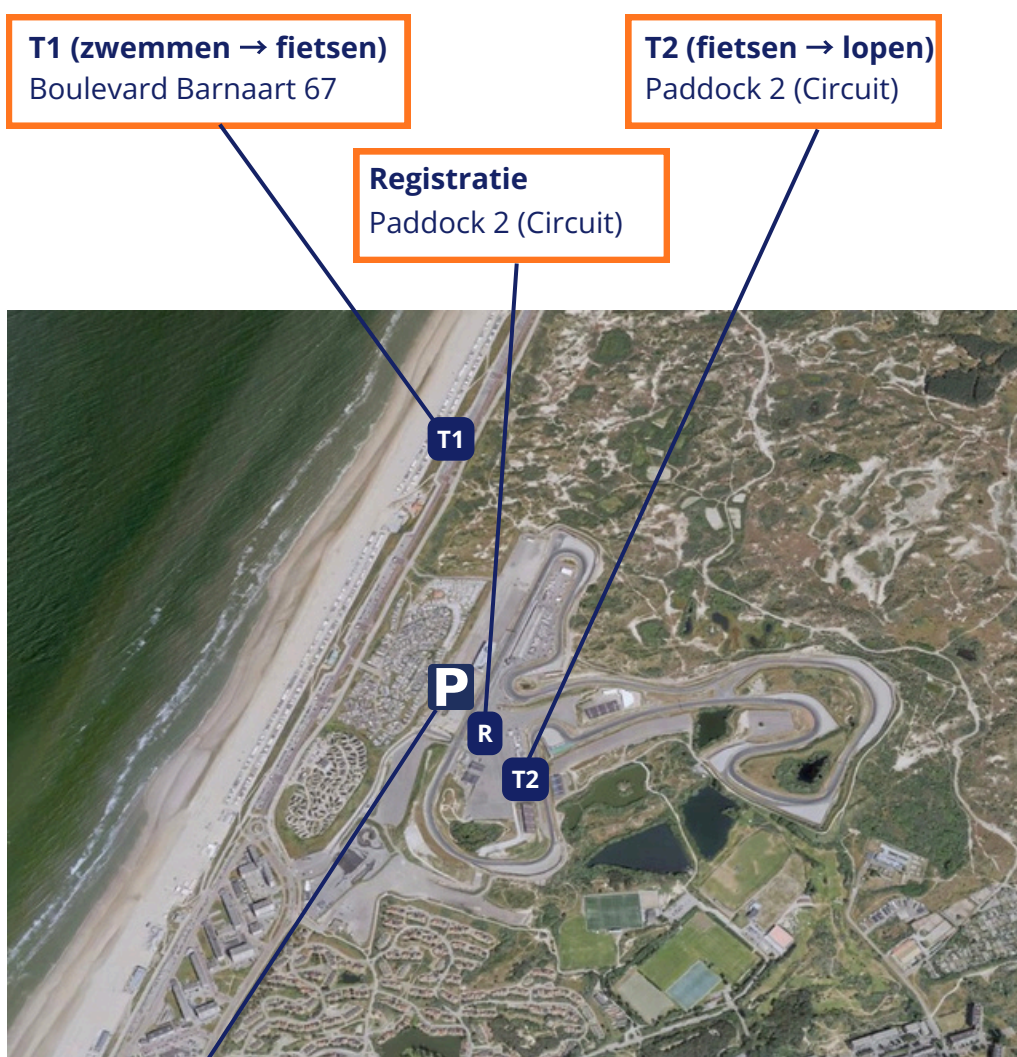 T1 (zwemmen → fietsen)
Boulevard Barnaart 67
T2 (fietsen → lopen)
Paddock 2 (Circuit)
Registratie
Paddock 2 (Circuit)
T1
P
R
T2